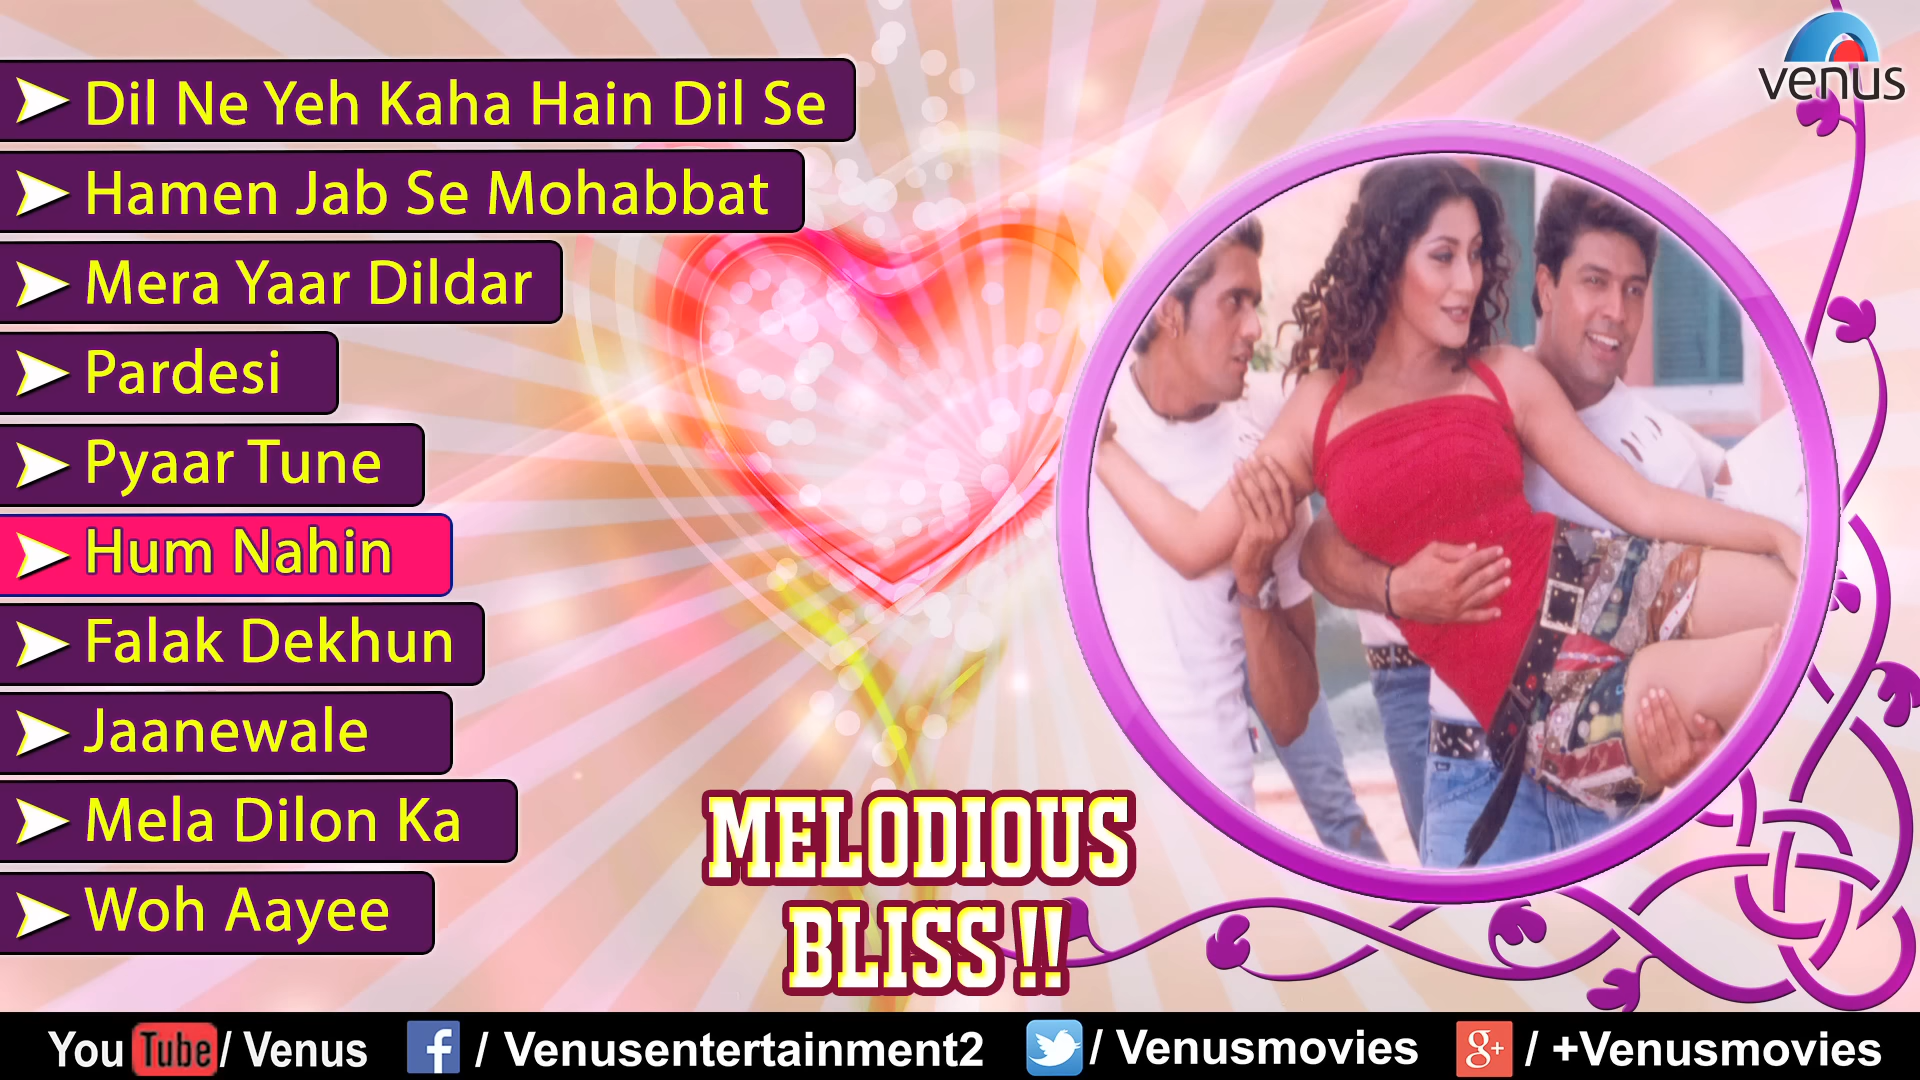 venus
Dil Ne Yeh Kaha Hain Dil Se
Hamen Jab Se Mohabbat
Mera Yaar Dildar
Pardesi
Pyaar Tune
Hum Nahin
Falak Dekhun
Jaanewale
Mela Dilon Ka
Woh Aayee
MELODIOUS
BLISS !!
You Tube / Venus f / Venusentertainment2 / Venusmovies g+ / +Venusmovies